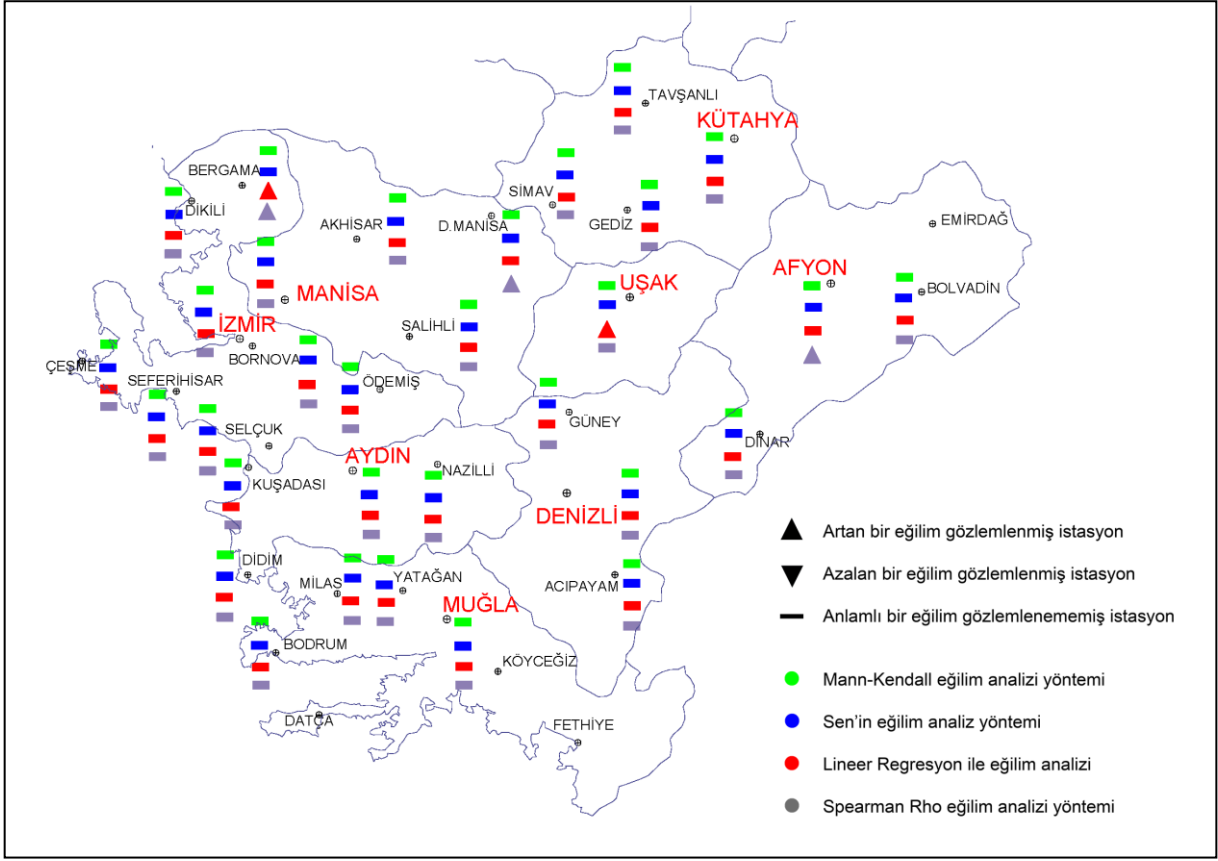 TAVŞANLI
KÜTAHYA
BERGAMA
SİMAV
DİKİLİ
GEDİZ
AKHİSAR
D.MANİSA
EMİRDAĞ
AFYON
UŞAK
BOLVADİN
MANİSA
İZMİR
SALİHLİ
BORNOVA
ÇEŞME
SEFERİHİSAR
ÖDEMİŞ
GÜNEY
SELÇUK
DİNAR
AYDIN
NAZİLLİ
KUŞADASI
DENİZLİ
DİDİM
MİLAS
YATAĞAN
ACIPAYAM
MUĞLA
BODRUM
KÖYCEĞİZ
DATÇA
FETHİYE
Artan bir eğilim gözlemlenmiş istasyon
Azalan bir eğilim gözlemlenmiş istasyon
Anlamlı bir eğilim gözlemlenememiş istasyon
Mann-Kendall eğilim analizi yöntemi
Sen'in eğilim analiz yöntemi
Lineer Regresyon ile eğilim analizi
Spearman Rho eğilim analizi yöntemi